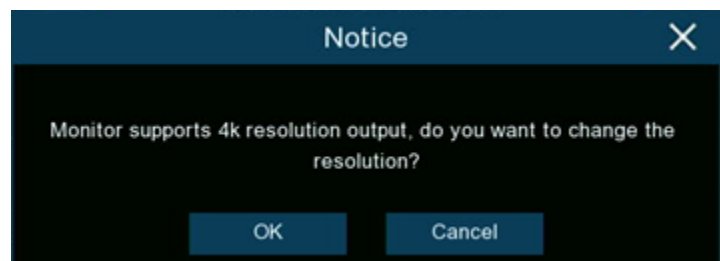 Notice
Monitor supports 4k resolution output, do you want to change the
resolution?
OK Cancel